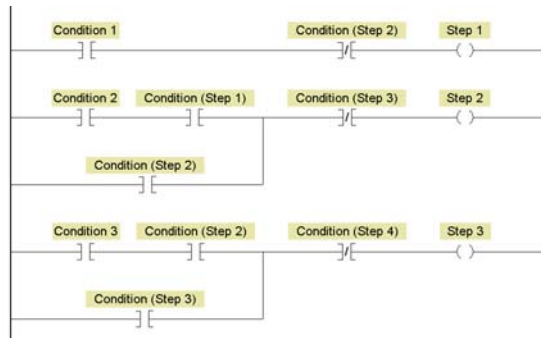 Condition 1 Condition (Step 2) Step 1
Condition 2 Condition (Step 1) Condition (Step 3) Step 2
Condition (Step 2)
Condition 3 Condition (Step 2) Condition (Step 4) Step 3
Condition (Step 3)